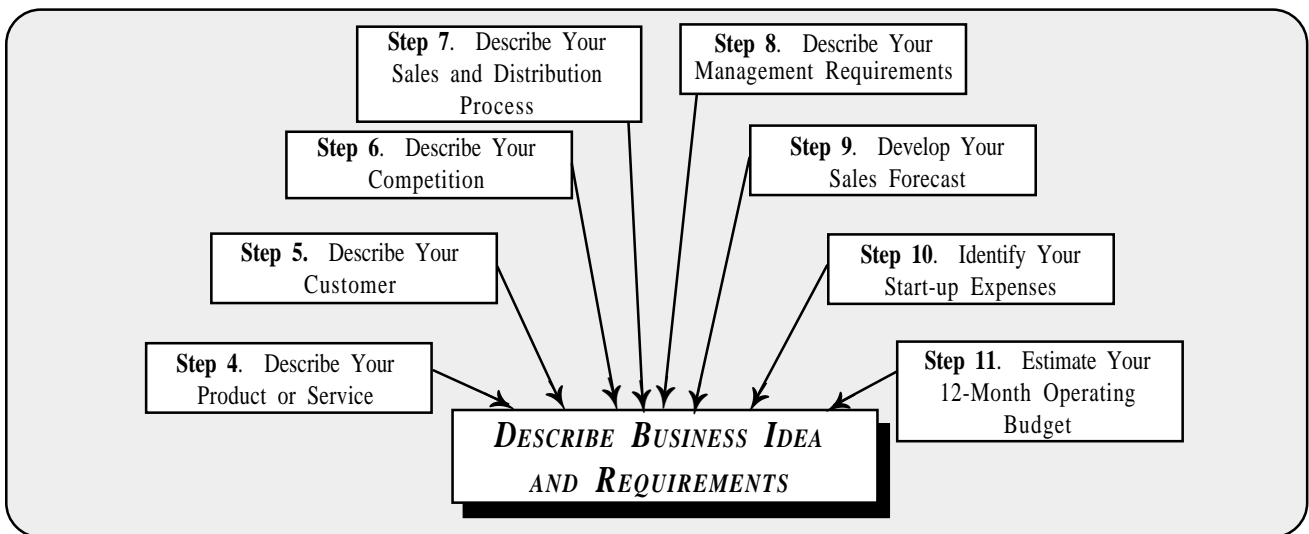 Step 7. Describe Your
Sales and Distribution
Process
Step 8. Describe Your
Management Requirements
Step 6. Describe Your
Competition
Step 9. Develop Your
Sales Forecast
Step 5. Describe Your
Customer
Step 10. Identify Your
Start-up Expenses
Step 4. Describe Your
Product or Service
Step 11. Estimate Your
12-Month Operating
Budget
DESCRIBE BUSINESS IDEA
AND REQUIREMENTS